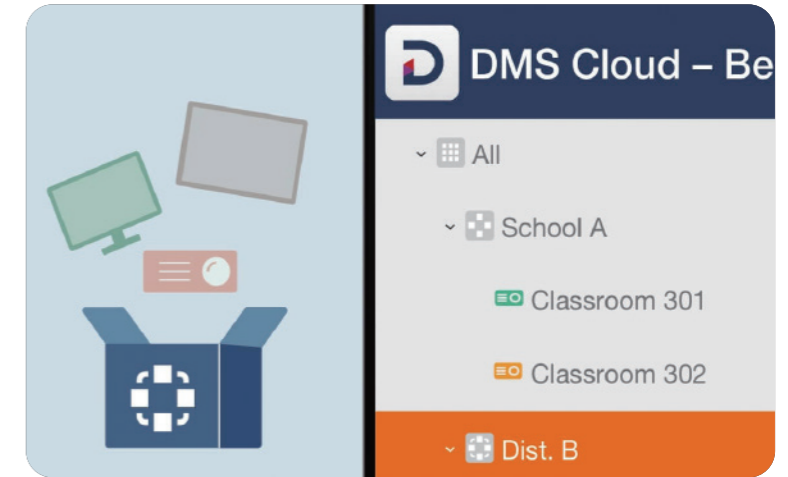 DMS Cloud – Be
All
School A
Classroom 301
Classroom 302
Dist. B